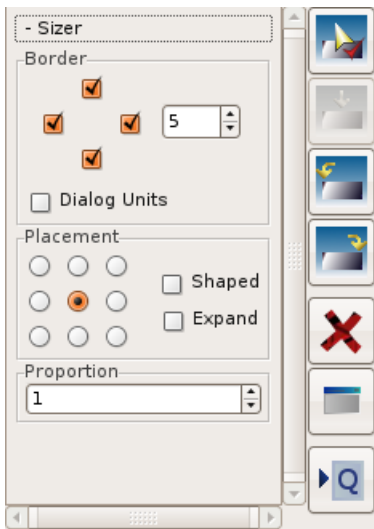 - Sizer
Border
5
Dialog Units
Placement
Shaped
Expand
Proportion
1
Q